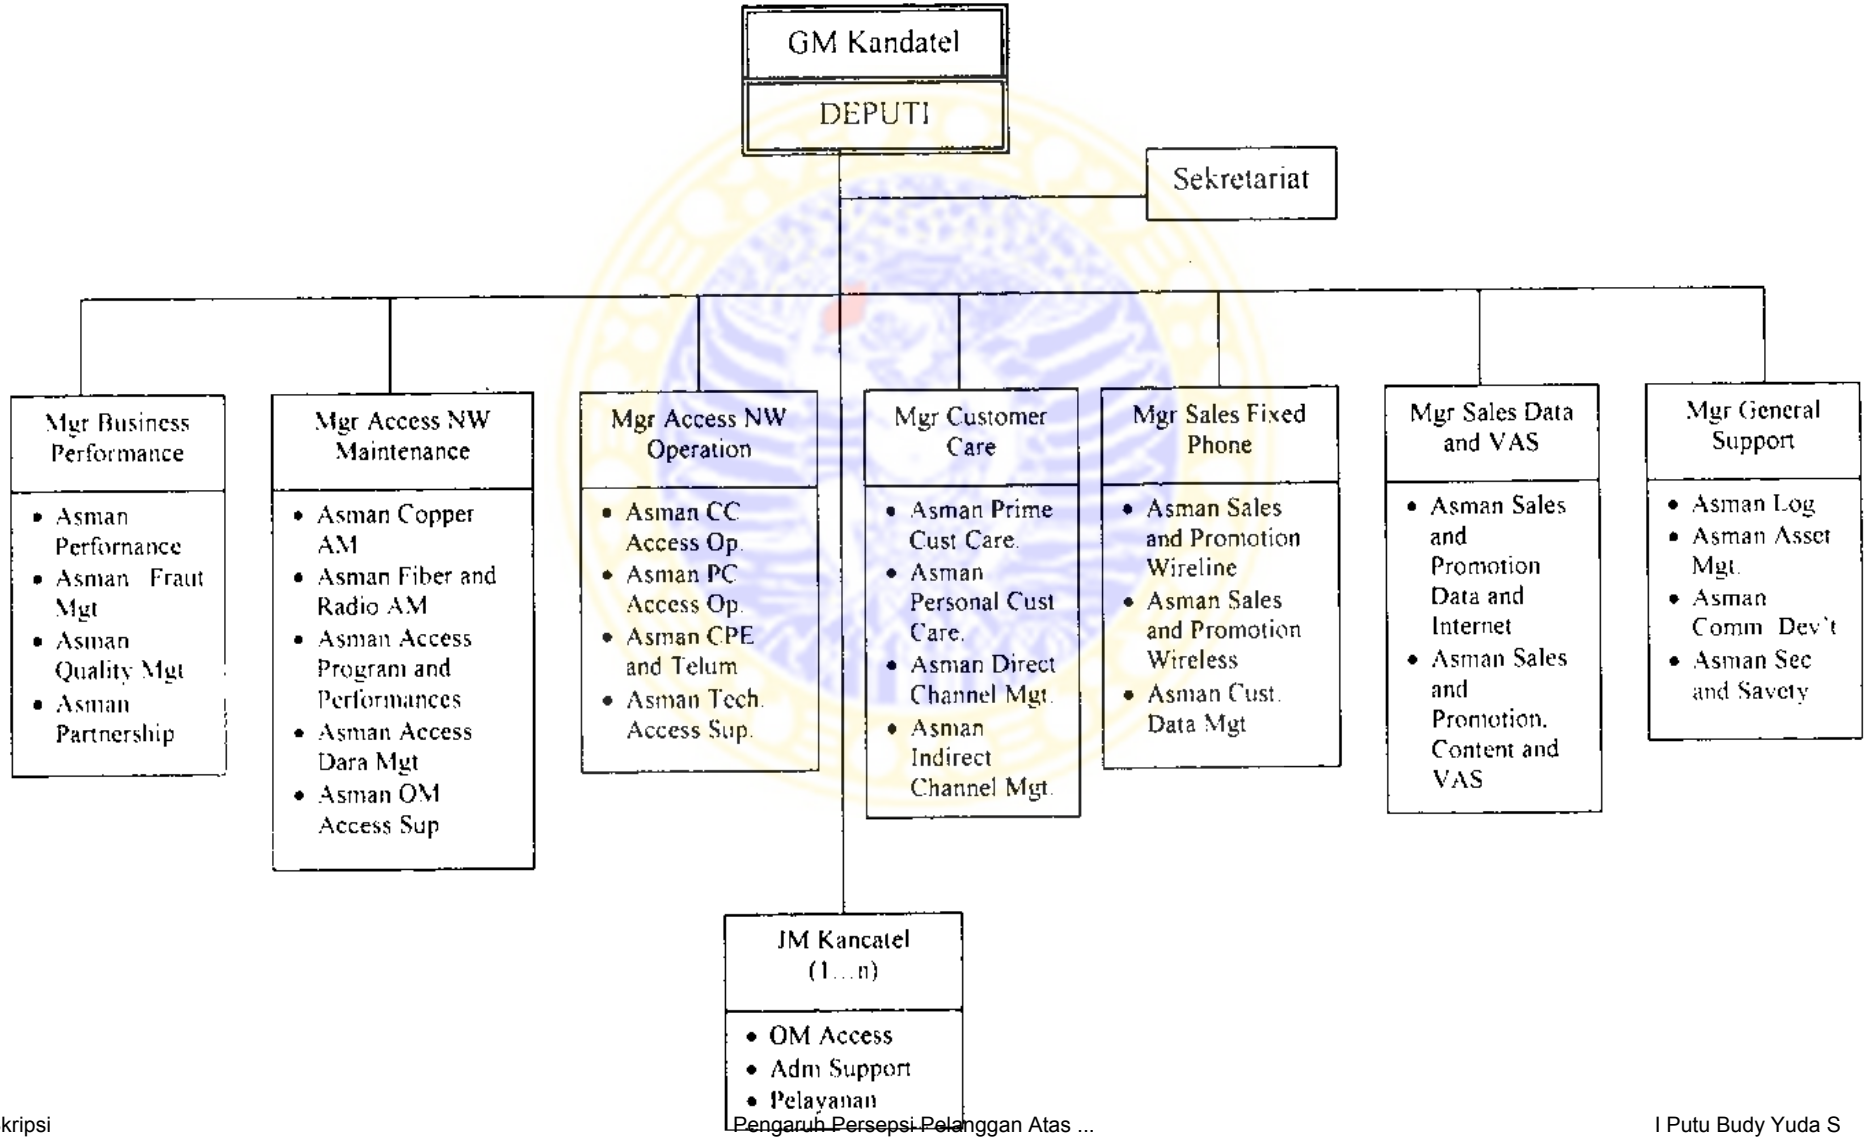 GM Kandatel
DEPUTI
Sekretariat
Mgr Business
Performance
• Asman
Perfornance
• Asman Fraut
Mgt
• Asman
Quality Mgt
• Asman
Partnership
Mgr Access NW
Maintenance
• Asman Copper
AM
• Asman Fiber and
Radio AM
• Asman Access
Program and
Performances
• Asman Access
Dara Mgt
• Asman OM
Access Sup
Mgr Access NW
Operation
• Asman CC
Access Op.
• Asman PC
Access Op.
• Asman CPE
and Telum
• Asman Tech.
Access Sup.
Mgr Customer
Care
• Asman Prime
Cust Care.
• Asman
Personal Cust
Care.
• Asman Direct
Channel Mgt.
• Asman
Indirect
Channel Mgt.
Mgr Sales Fixed
Phone
• Asman Sales
and Promotion
Wireline
• Asman Sales
and Promotion
Wireless
• Asman Cust.
Data Mgt
Mgr Sales Data
and VAS
• Asman Sales
and
Promotion
Data and
Internet
• Asman Sales
and
Promotion.
Content and
VAS
Mgr General
Support
• Asman Log
• Asman Asset
Mgt.
• Asman
Comm Dev't
• Asman Sec
and Savety
JM Kancatel
(1...n)
• OM Access
• Adm Support
• Pelayanan
kripsi
Pengaruh Persepsi Pelanggan Atas ...
I Putu Budy Yuda S